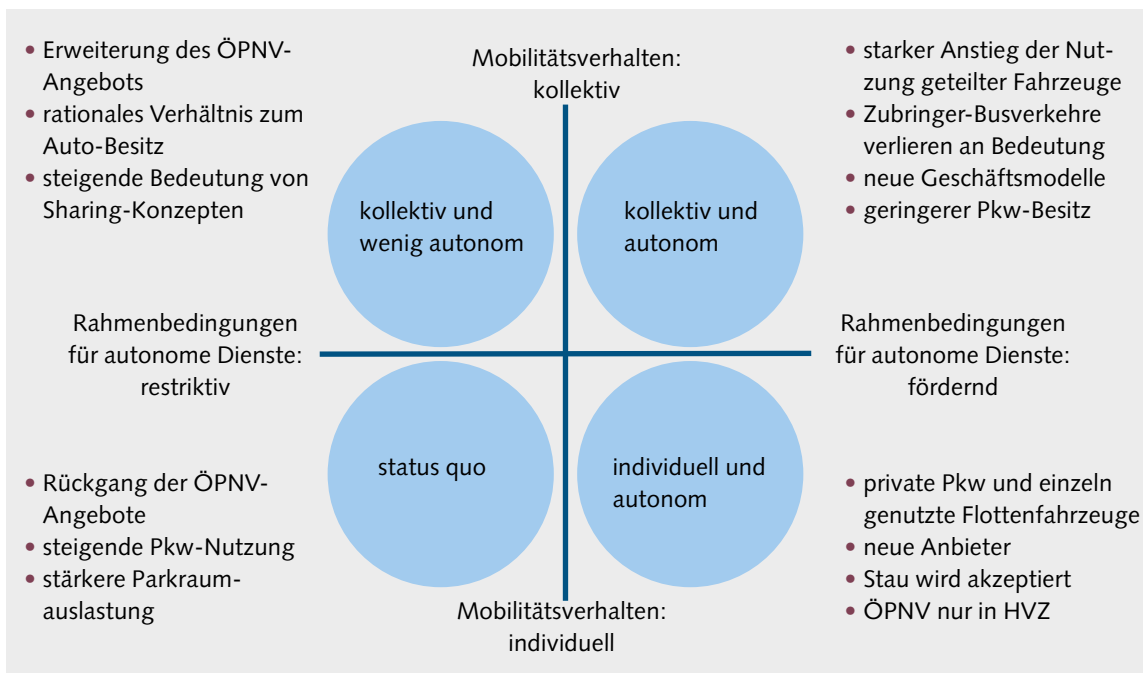 • Erweiterung des ÖPNV-
Angebots
• rationales Verhältnis zum
Auto-Besitz
• steigende Bedeutung von
Sharing-Konzepten
Mobilitätsverhalten:
kollektiv
• starker Anstieg der Nut-
zung geteilter Fahrzeuge
• Zubringer-Busverkehre
verlieren an Bedeutung
• neue Geschäftsmodelle
• geringerer Pkw-Besitz
kollektiv und
wenig autonom
kollektiv und
autonom
Rahmenbedingungen
für autonome Dienste:
restriktiv
Rahmenbedingungen
für autonome Dienste:
fördernd
status quo
individuell und
autonom
• Rückgang der ÖPNV-
Angebote
• steigende Pkw-Nutzung
• stärkere Parkraum-
auslastung
Mobilitätsverhalten:
individuell
• private Pkw und einzeln
genutzte Flottenfahrzeuge
• neue Anbieter
• Stau wird akzeptiert
• ÖPNV nur in HVZ